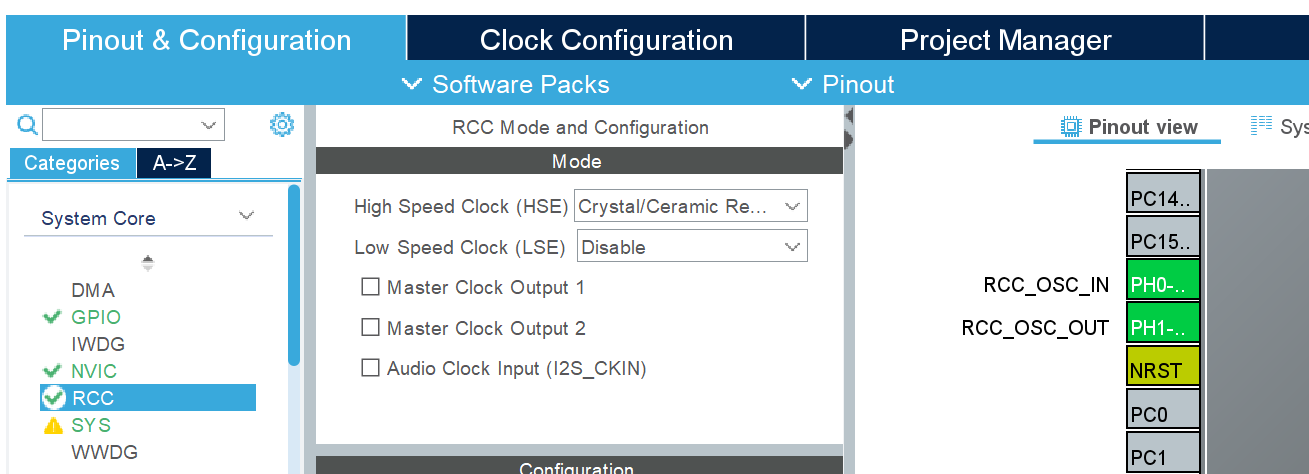 Pinout & Configuration
Clock Configuration
Project Manager
Software Packs
Pinout
RCC Mode and Configuration
Pinout view
Categories
A->Z
Mode
System Core
High Speed Clock (HSE)
Crystal/Ceramic Re...
Low Speed Clock (LSE)
Disable
Master Clock Output 1
Master Clock Output 2
Audio Clock Input (I2S_CKIN)
DMA
GPIO
IWDG
NVIC
RCC
SYS
WWDG
PC14..
PC15..
RCC_OSC_IN
PH0-..
RCC_OSC_OUT
PH1-..
NRST
PC0
PC1
Configuration